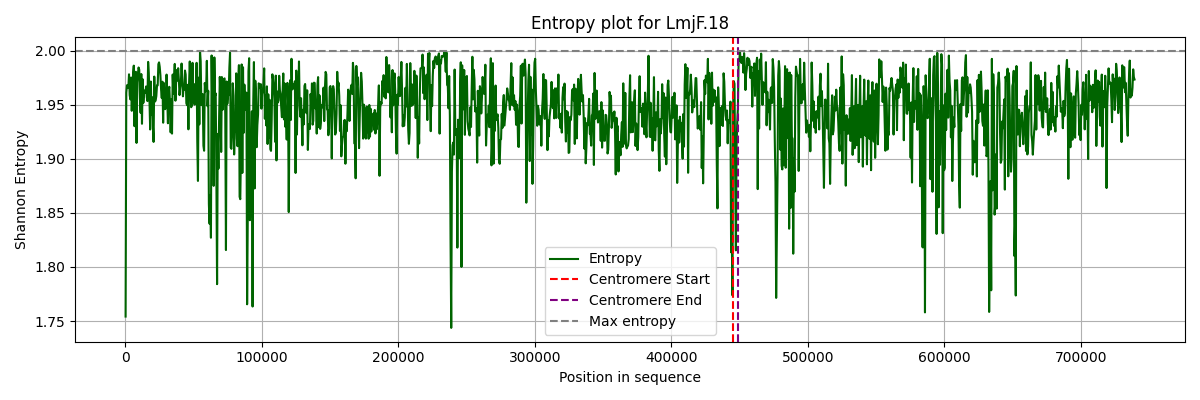 Entropy plot for LmjF.18
2.00
1.95
1.90
1.85
1.80
1.75
Shannon Entropy
Entropy
Centromere Start
Centromere End
Max entropy
0 100000 200000 300000 400000 500000 600000 700000
Position in sequence